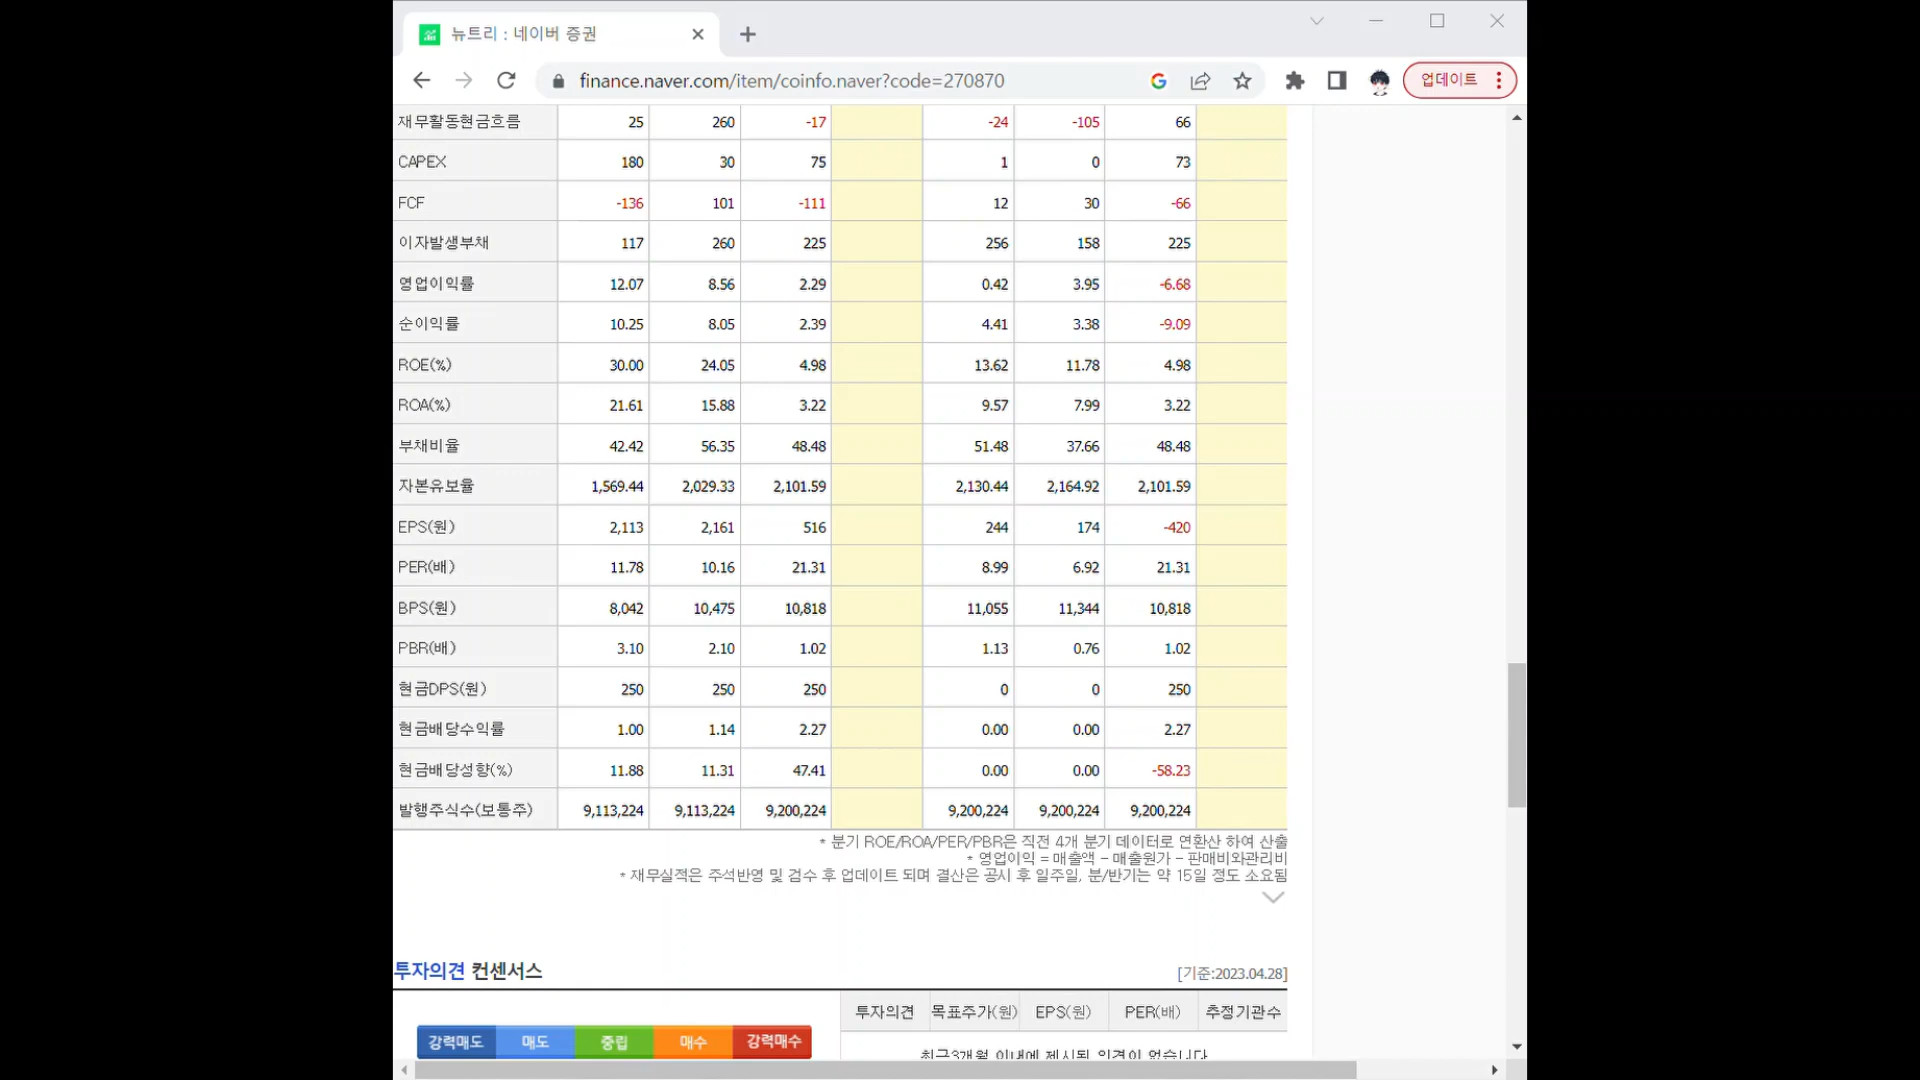 뉴트리 : 네이버 증권
finance.naver.com/item/coinfo.naver?code=270870
업데이트
재무활동현금흐름 25 260 -17 -24 -105 66
CAPEX 180 30 75 1 0 73
FCF -136 101 -111 12 30 -66
이자발생부채 117 260 225 256 158 225
영업이익률 12.07 8.56 2.29 0.42 3.95 -6.68
순이익률 10.25 8.05 2.39 4.41 3.38 -9.09
ROE(%) 30.00 24.05 4.98 13.62 11.78 4.98
ROA(%) 21.61 15.88 3.22 9.57 7.99 3.22
부채비율 42.42 56.35 48.48 51.48 37.66 48.48
자본유보율 1,569.44 2,029.33 2,101.59 2,130.44 2,164.92 2,101.59
EPS(원) 2,113 2,161 516 244 174 -420
PER(배) 11.78 10.16 21.31 8.99 6.92 21.31
BPS(원) 8,042 10,475 10,818 11,055 11,344 10,818
PBR(배) 3.10 2.10 1.02 1.13 0.76 1.02
현금DPS(원) 250 250 250 0 0 250
현금배당수익률 1.00 1.14 2.27 0.00 0.00 2.27
현금배당성향(%) 11.88 11.31 47.41 0.00 0.00 -58.23
발행주식수(보통주) 9,113,224 9,113,224 9,200,224 9,200,224 9,200,224 9,200,224
* 분기 ROE/ROA/PER/PBR은 직전 4개 분기 데이터로 연환산 하여 산출
* 영업이익 = 매출액 - 매출원가 - 판매비와관리비
* 재무실적은 주석반영 및 검수 후 업데이트 되며 결산은 공시 후 일주일, 분/반기는 약 15일 정도 소요됨
투자의견 컨센서스 [기준:2023.04.28]
투자의견 목표주가(원) EPS(원) PER(배) 추정기관수
강력매도 매도 중립 매수 강력매수
최근3개월 이내에 제시된 의견이 없습니다